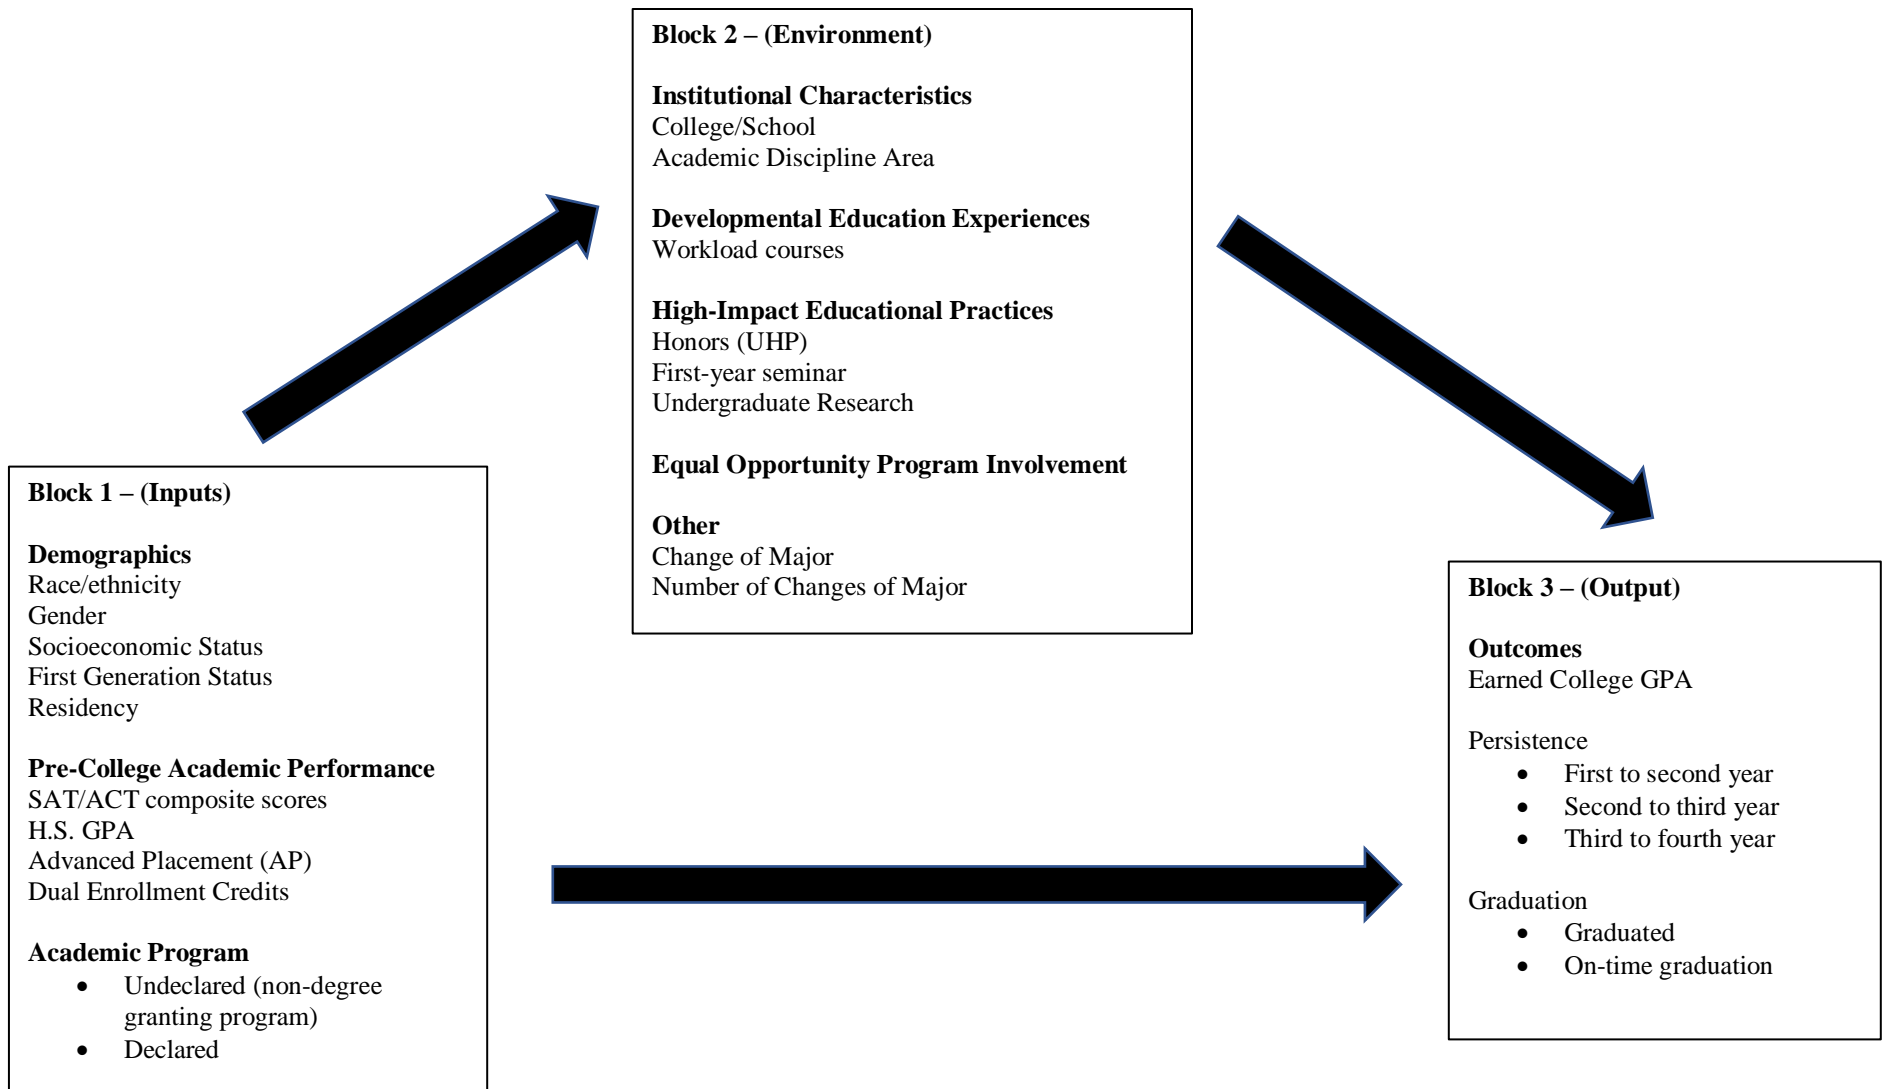 Block 2 – (Environment)
Institutional Characteristics
College/School
Academic Discipline Area
Developmental Education Experiences
Workload courses
High-Impact Educational Practices
Honors (UHP)
First-year seminar
Undergraduate Research
Equal Opportunity Program Involvement
Other
Change of Major
Number of Changes of Major
Block 1 – (Inputs)
Demographics
Race/ethnicity
Gender
Socioeconomic Status
First Generation Status
Residency
Pre-College Academic Performance
SAT/ACT composite scores
H.S. GPA
Advanced Placement (AP)
Dual Enrollment Credits
Academic Program
• Undeclared (non-degree
granting program)
• Declared
Block 3 – (Output)
Outcomes
Earned College GPA
Persistence
• First to second year
• Second to third year
• Third to fourth year
Graduation
• Graduated
• On-time graduation